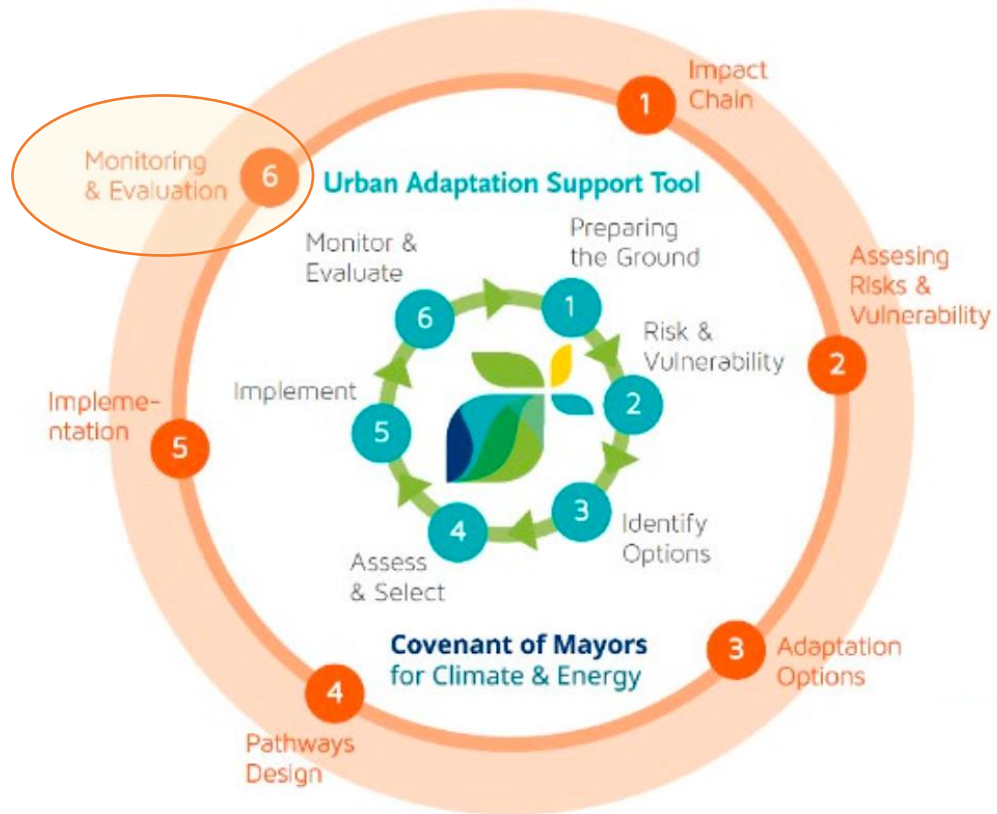 1
Impact
Chain
Monitoring
& Evaluation
6
Urban Adaptation Support Tool
Monitor &
Evaluate
Preparing
the Ground
Assesing
Risks &
Vulnerability
6
1
Risk &
Vulnerability
2
Implement
2
Impleme-
ntation
5
5
3
4
Identify
Options
Assess
& Select
Covenant of Mayors
for Climate & Energy
3
Adaptation
Options
4
Pathways
Design